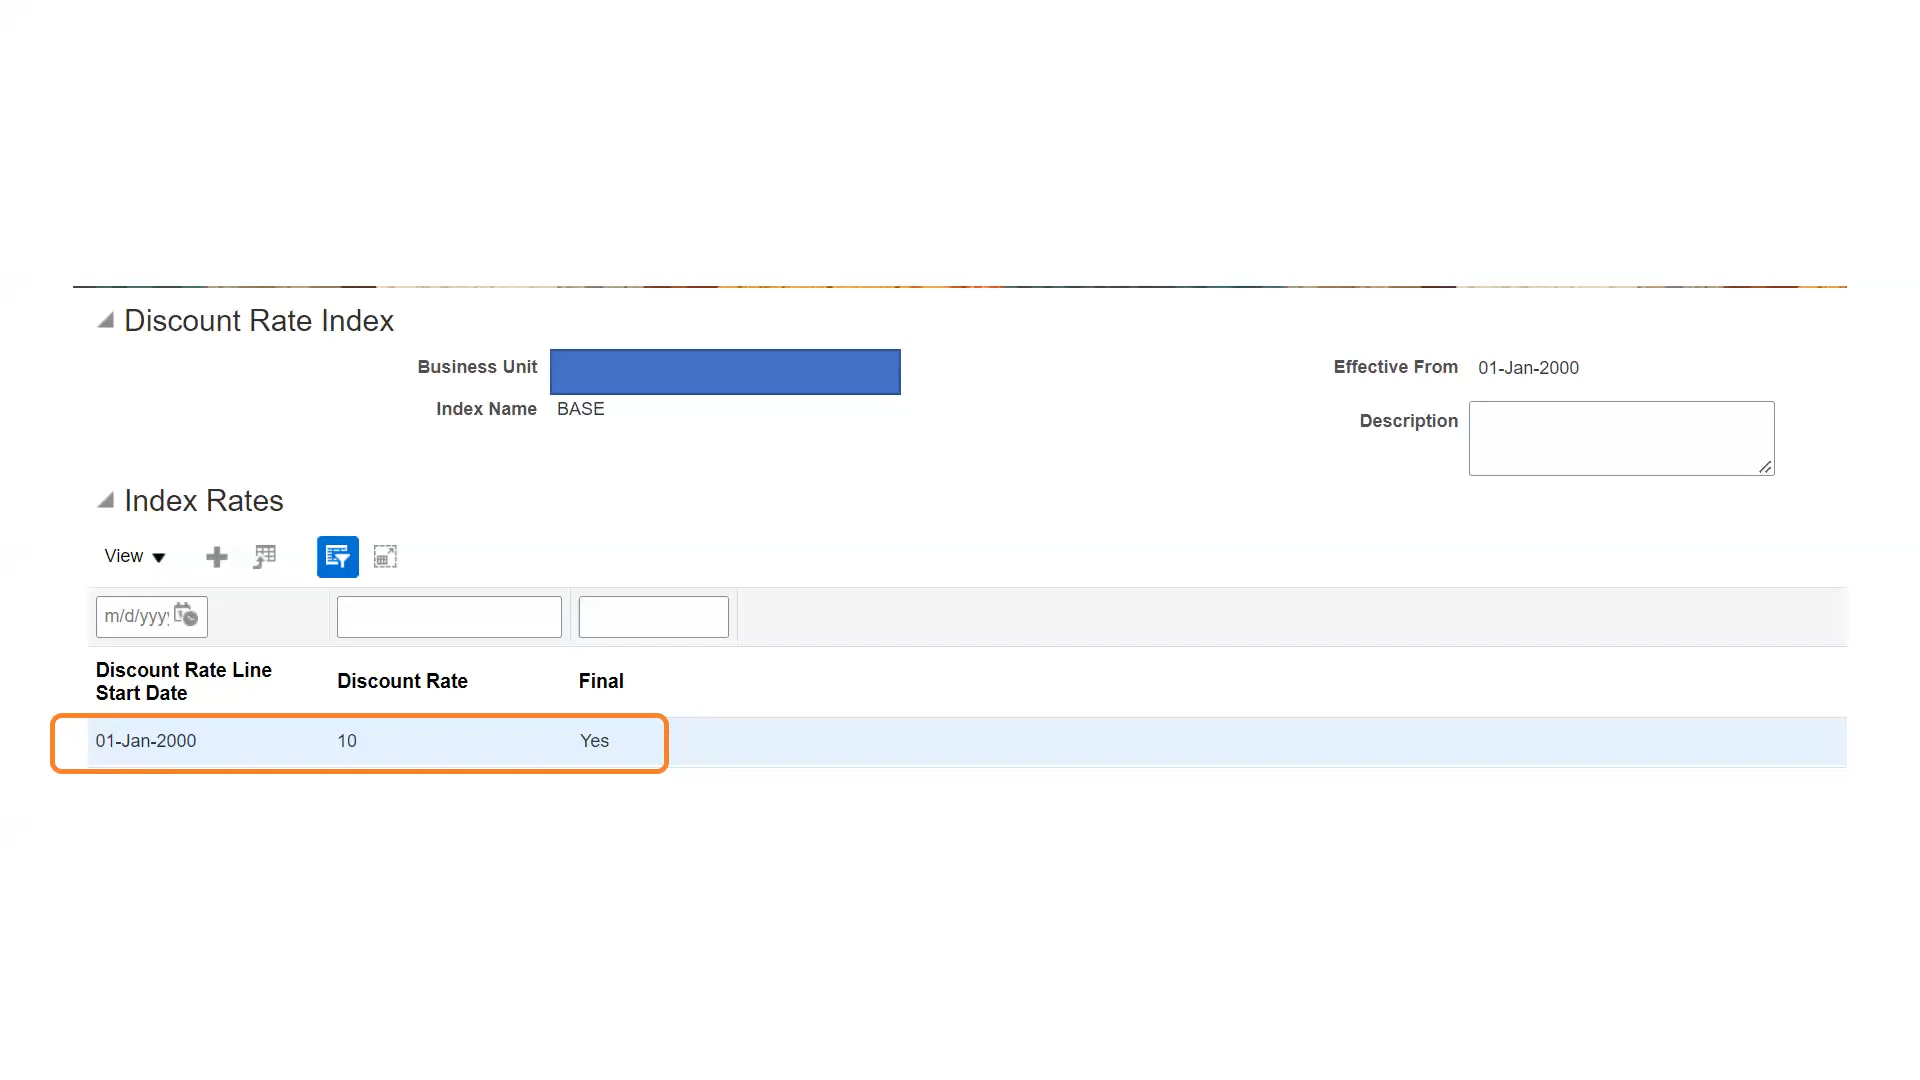 Discount Rate Index
Business Unit
Effective From 01-Jan-2000
Index Name BASE
Description
Index Rates
View
m/d/yyy
Discount Rate Line
Start Date
Discount Rate
Final
01-Jan-2000 10 Yes